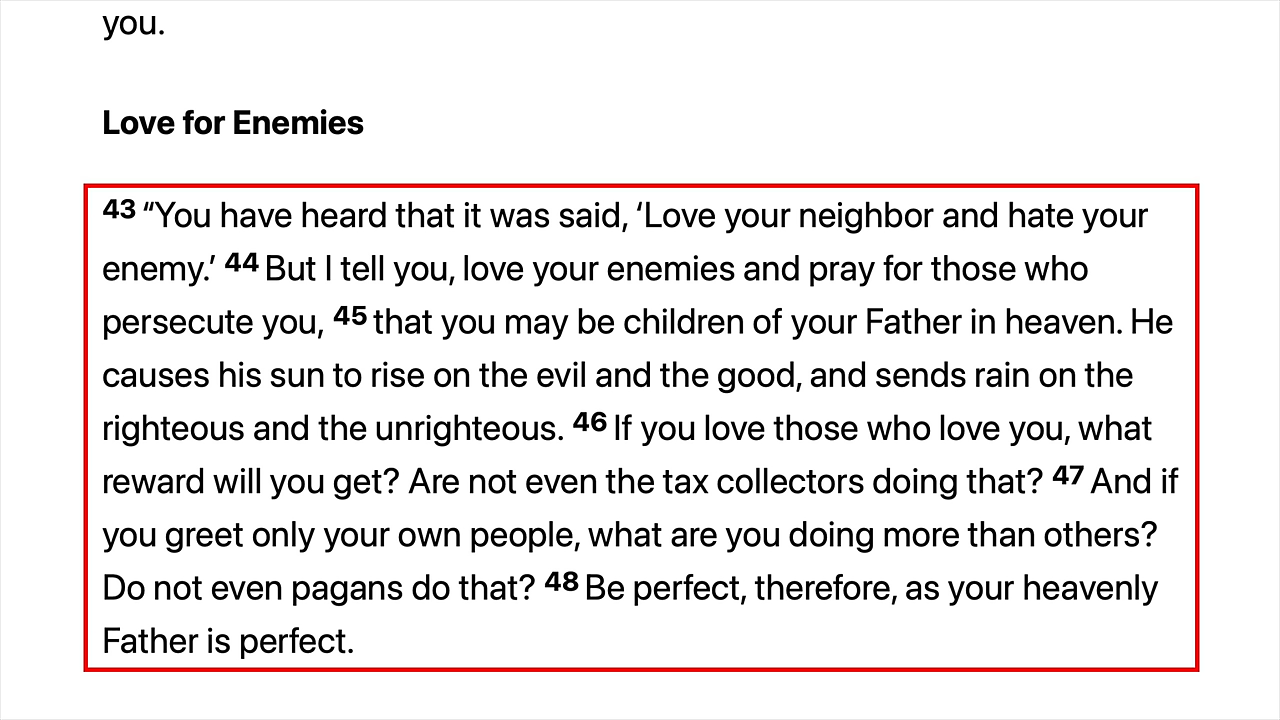 you.
Love for Enemies
43 “You have heard that it was said, ‘Love your neighbor and hate your
enemy.’ 44 But I tell you, love your enemies and pray for those who
persecute you, 45 that you may be children of your Father in heaven. He
causes his sun to rise on the evil and the good, and sends rain on the
righteous and the unrighteous. 46 If you love those who love you, what
reward will you get? Are not even the tax collectors doing that? 47 And if
you greet only your own people, what are you doing more than others?
Do not even pagans do that? 48 Be perfect, therefore, as your heavenly
Father is perfect.